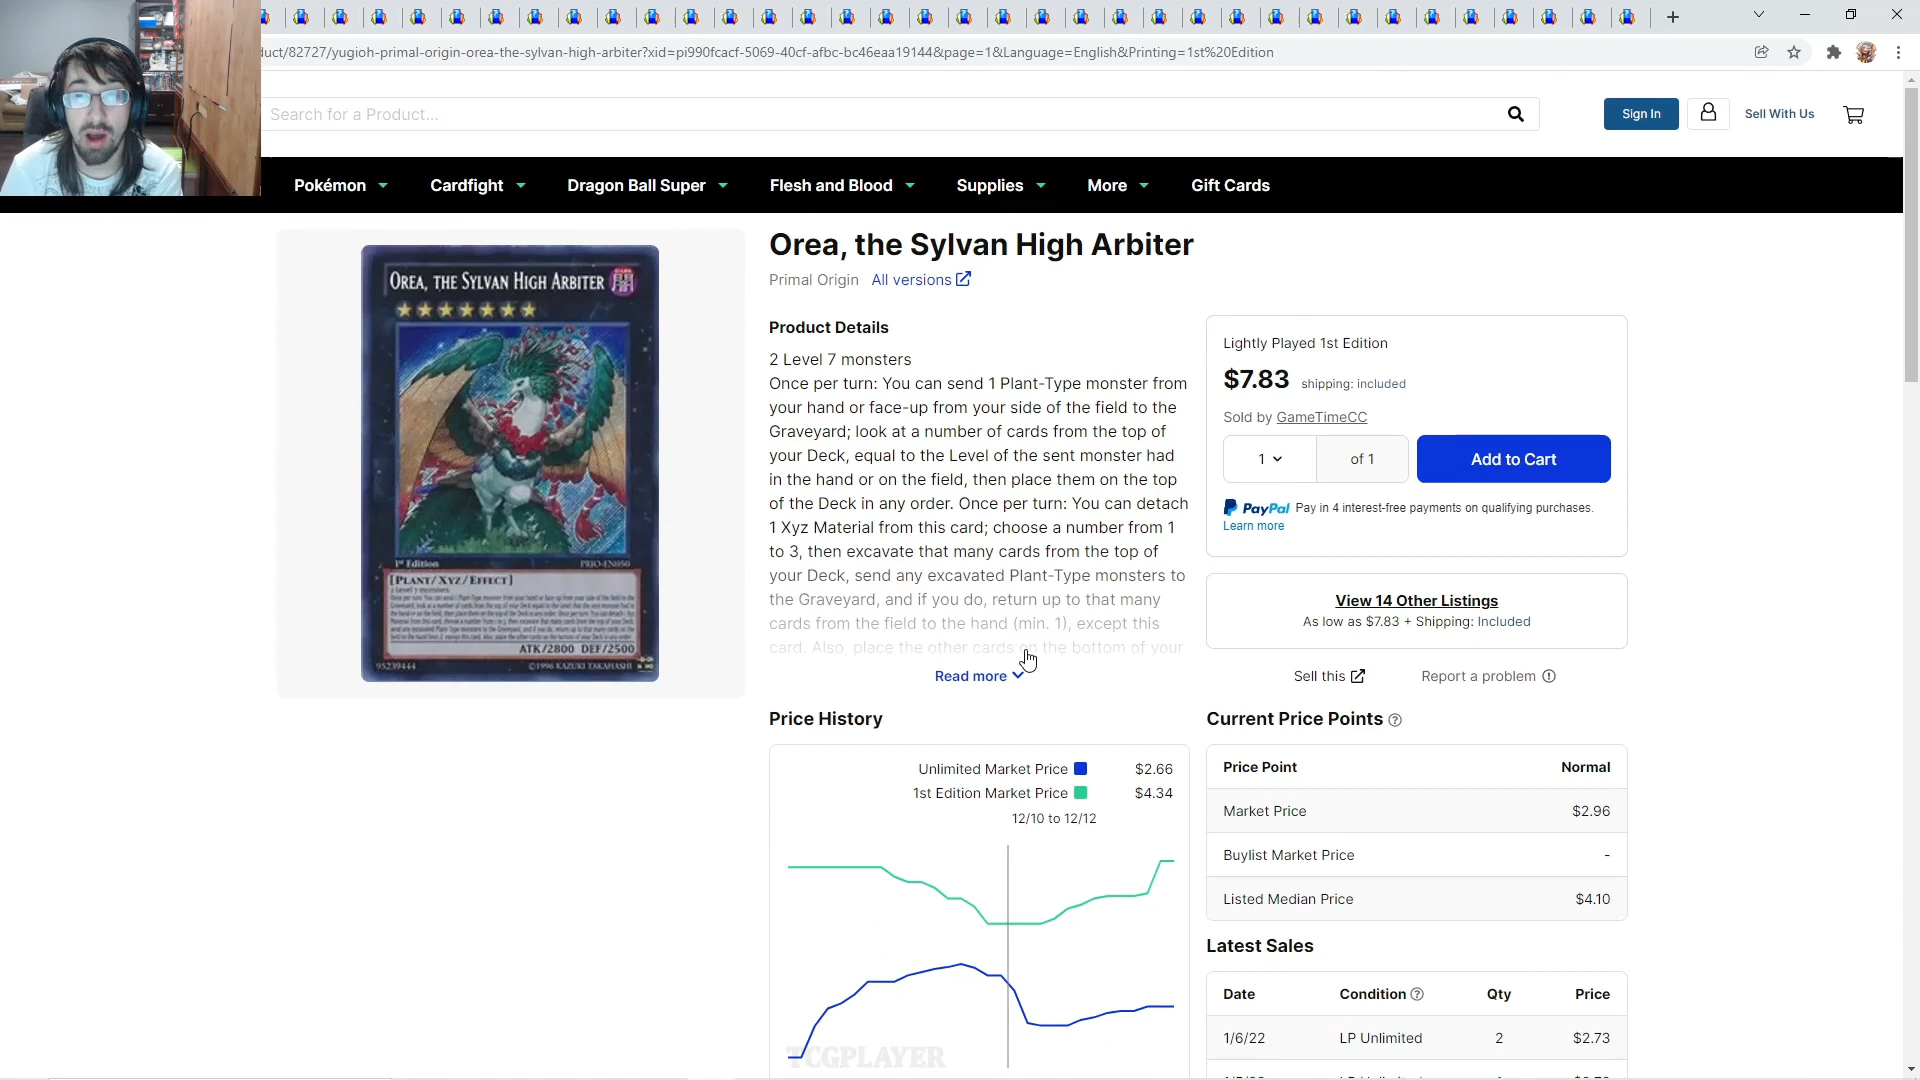 duct/82727/yugioh-primal-origin-orea-the-sylvan-high-arbiter?xid=pi990fcacf-5069-40cf-afbc-bc46eaa19144&page=1&Language=English&Printing=1st%20Edition
Search for a Product...
Sign In
Sell With Us
Pokémon
Cardfight
Dragon Ball Super
Flesh and Blood
Supplies
More
Gift Cards
OREA, THE SYLVAN HIGH ARBITER
1st Edition
PRIO-EN050
[PLANT/XYZ/EFFECT]
2 Level 7 monsters
ATK/2800 DEF/2500
95239444
©1996 KAZUKI TAKAHASHI
Orea, the Sylvan High Arbiter
Primal Origin All versions
Product Details
2 Level 7 monsters
Once per turn: You can send 1 Plant-Type monster from
your hand or face-up from your side of the field to the
Graveyard; look at a number of cards from the top of
your Deck, equal to the Level of the sent monster had
in the hand or on the field, then place them on the top
of the Deck in any order. Once per turn: You can detach
1 Xyz Material from this card; choose a number from 1
to 3, then excavate that many cards from the top of
your Deck, send any excavated Plant-Type monsters to
the Graveyard, and if you do, return up to that many
cards from the field to the hand (min. 1), except this
card. Also, place the other cards on the bottom of your
Read more
Lightly Played 1st Edition
$7.83 shipping: included
Sold by GameTimeCC
1 of 1
Add to Cart
PayPal Pay in 4 interest-free payments on qualifying purchases.
Learn more
View 14 Other Listings
As low as $7.83 + Shipping: Included
Sell this
Report a problem
Price History
Unlimited Market Price $2.66
1st Edition Market Price $4.34
12/10 to 12/12
TCGPLAYER
Current Price Points
Price Point Normal
Market Price $2.96
Buylist Market Price -
Listed Median Price $4.10
Latest Sales
Date Condition Qty Price
1/6/22 LP Unlimited 2 $2.73